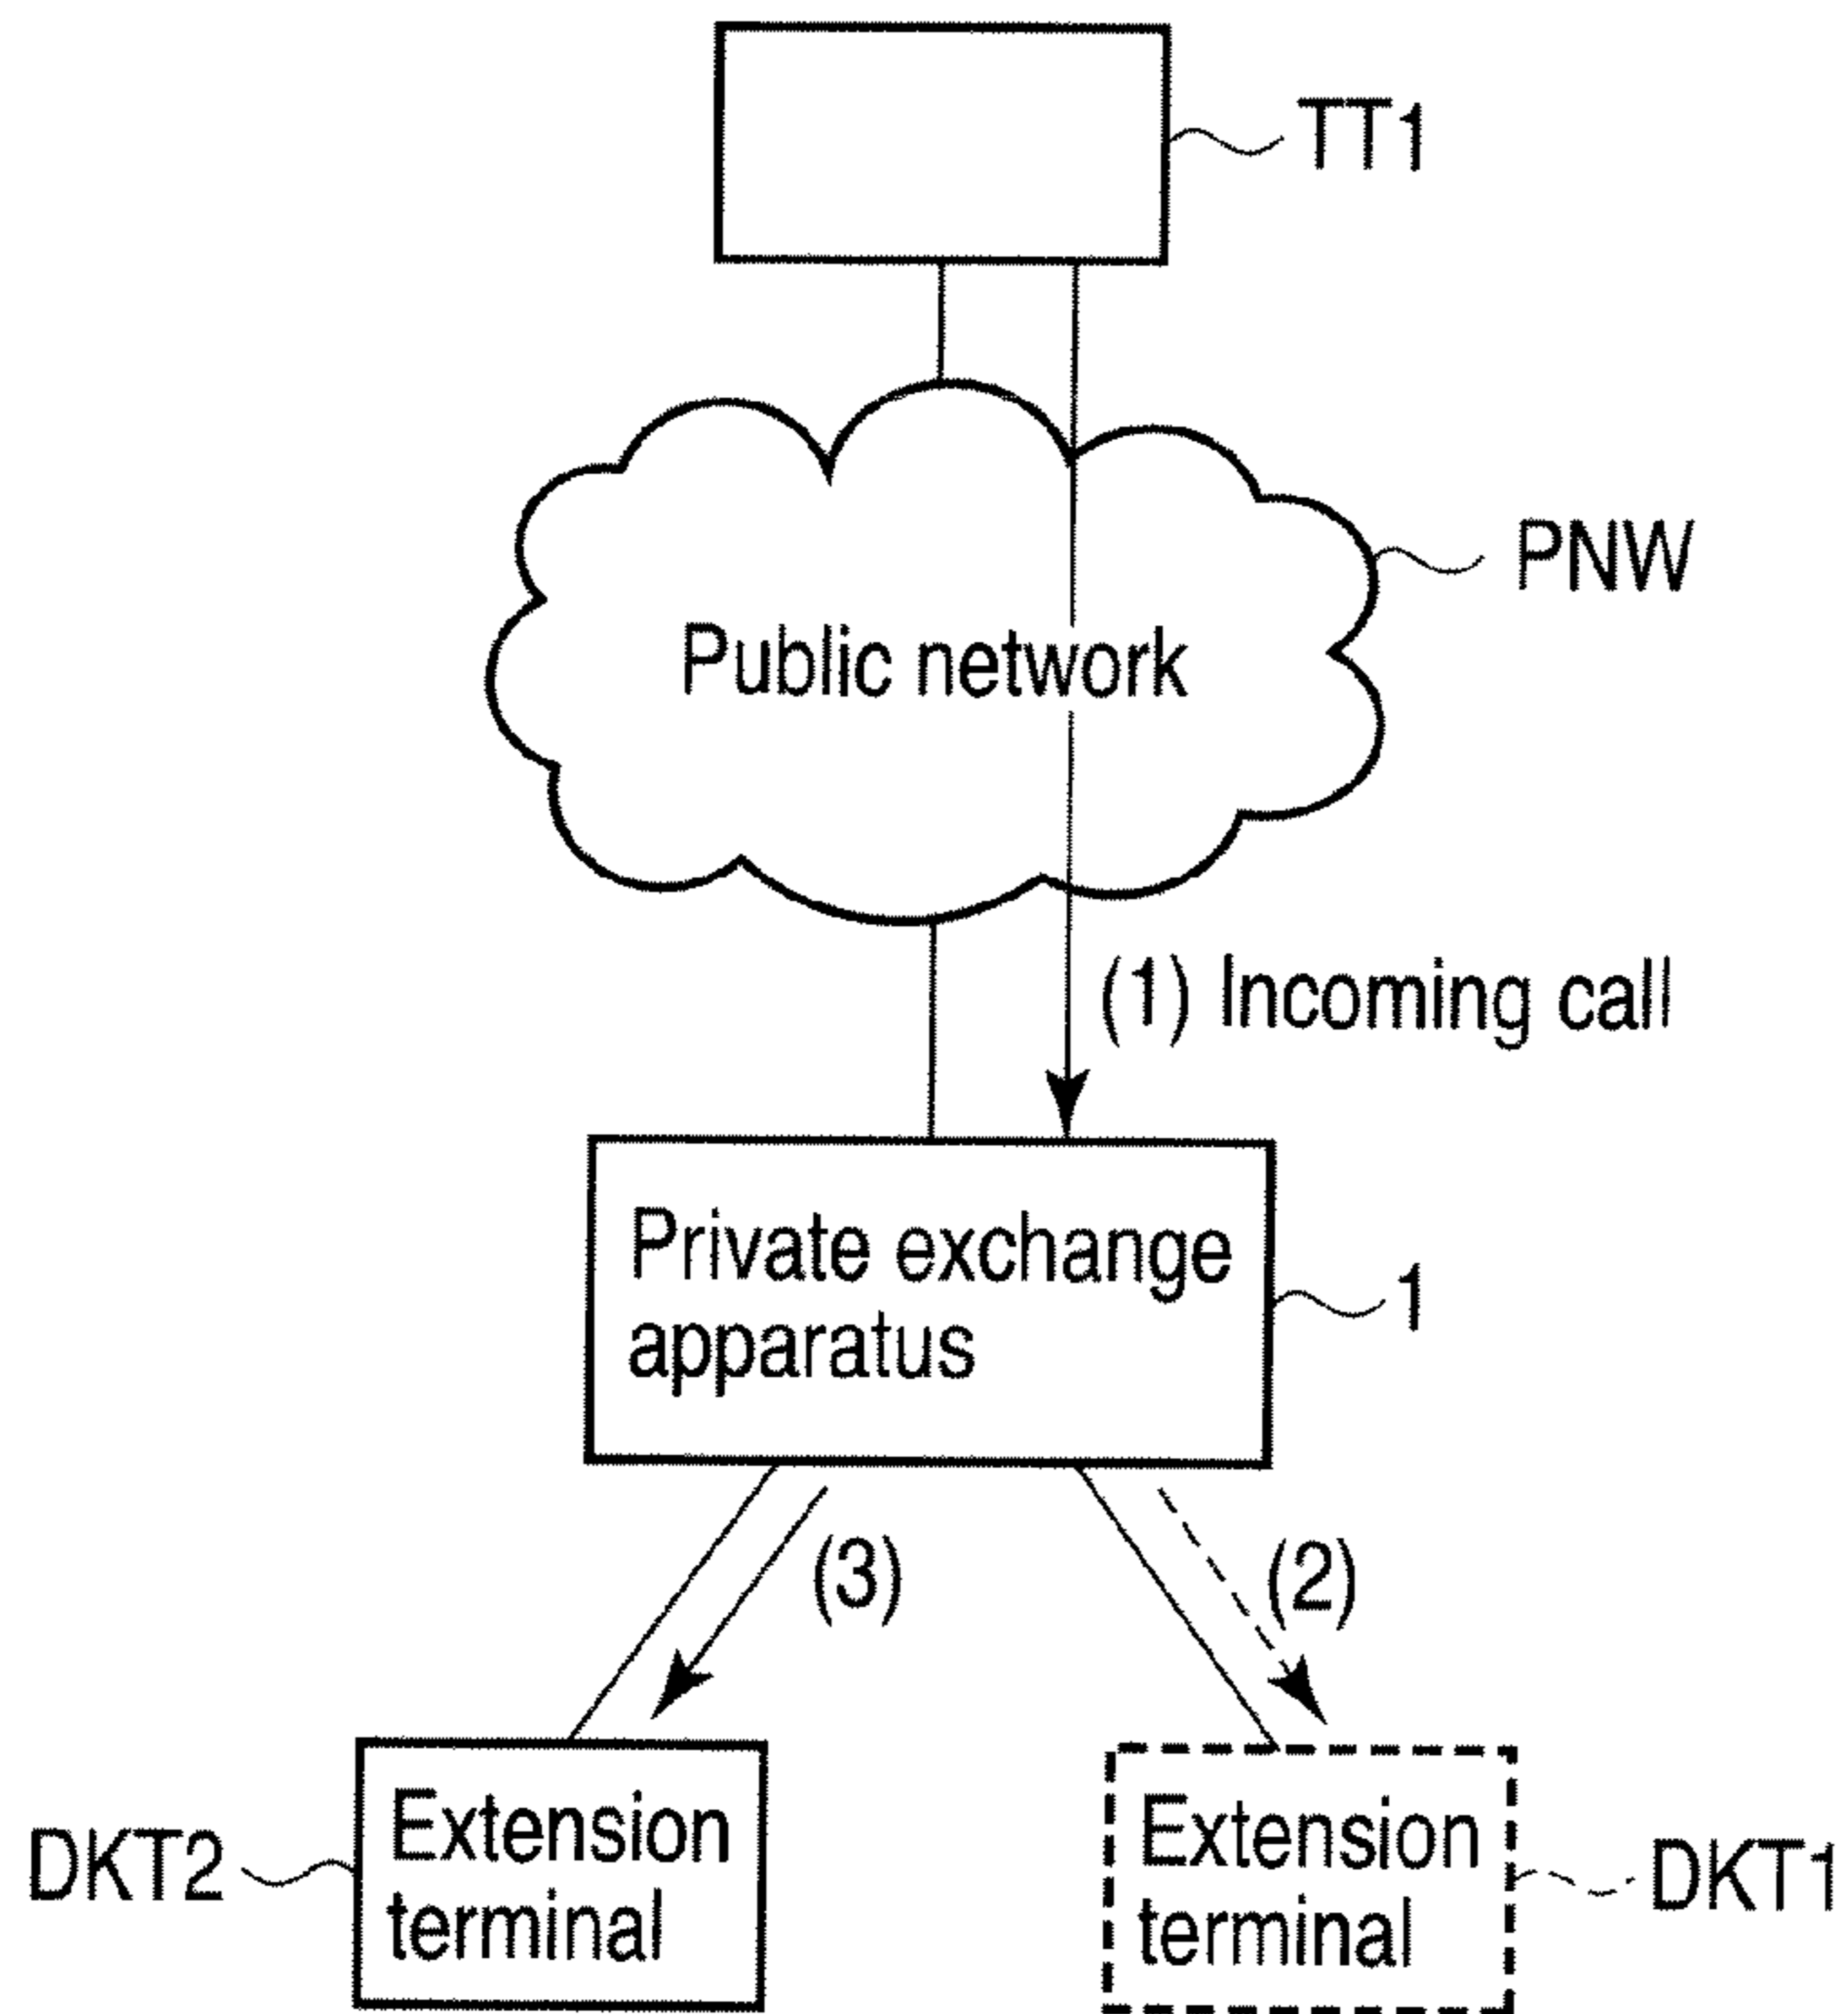 TT1
PNW
Public network
(1) Incoming call
Private exchange
apparatus
1
(3)
(2)
DKT2
Extension
terminal
Extension
terminal
DKT1